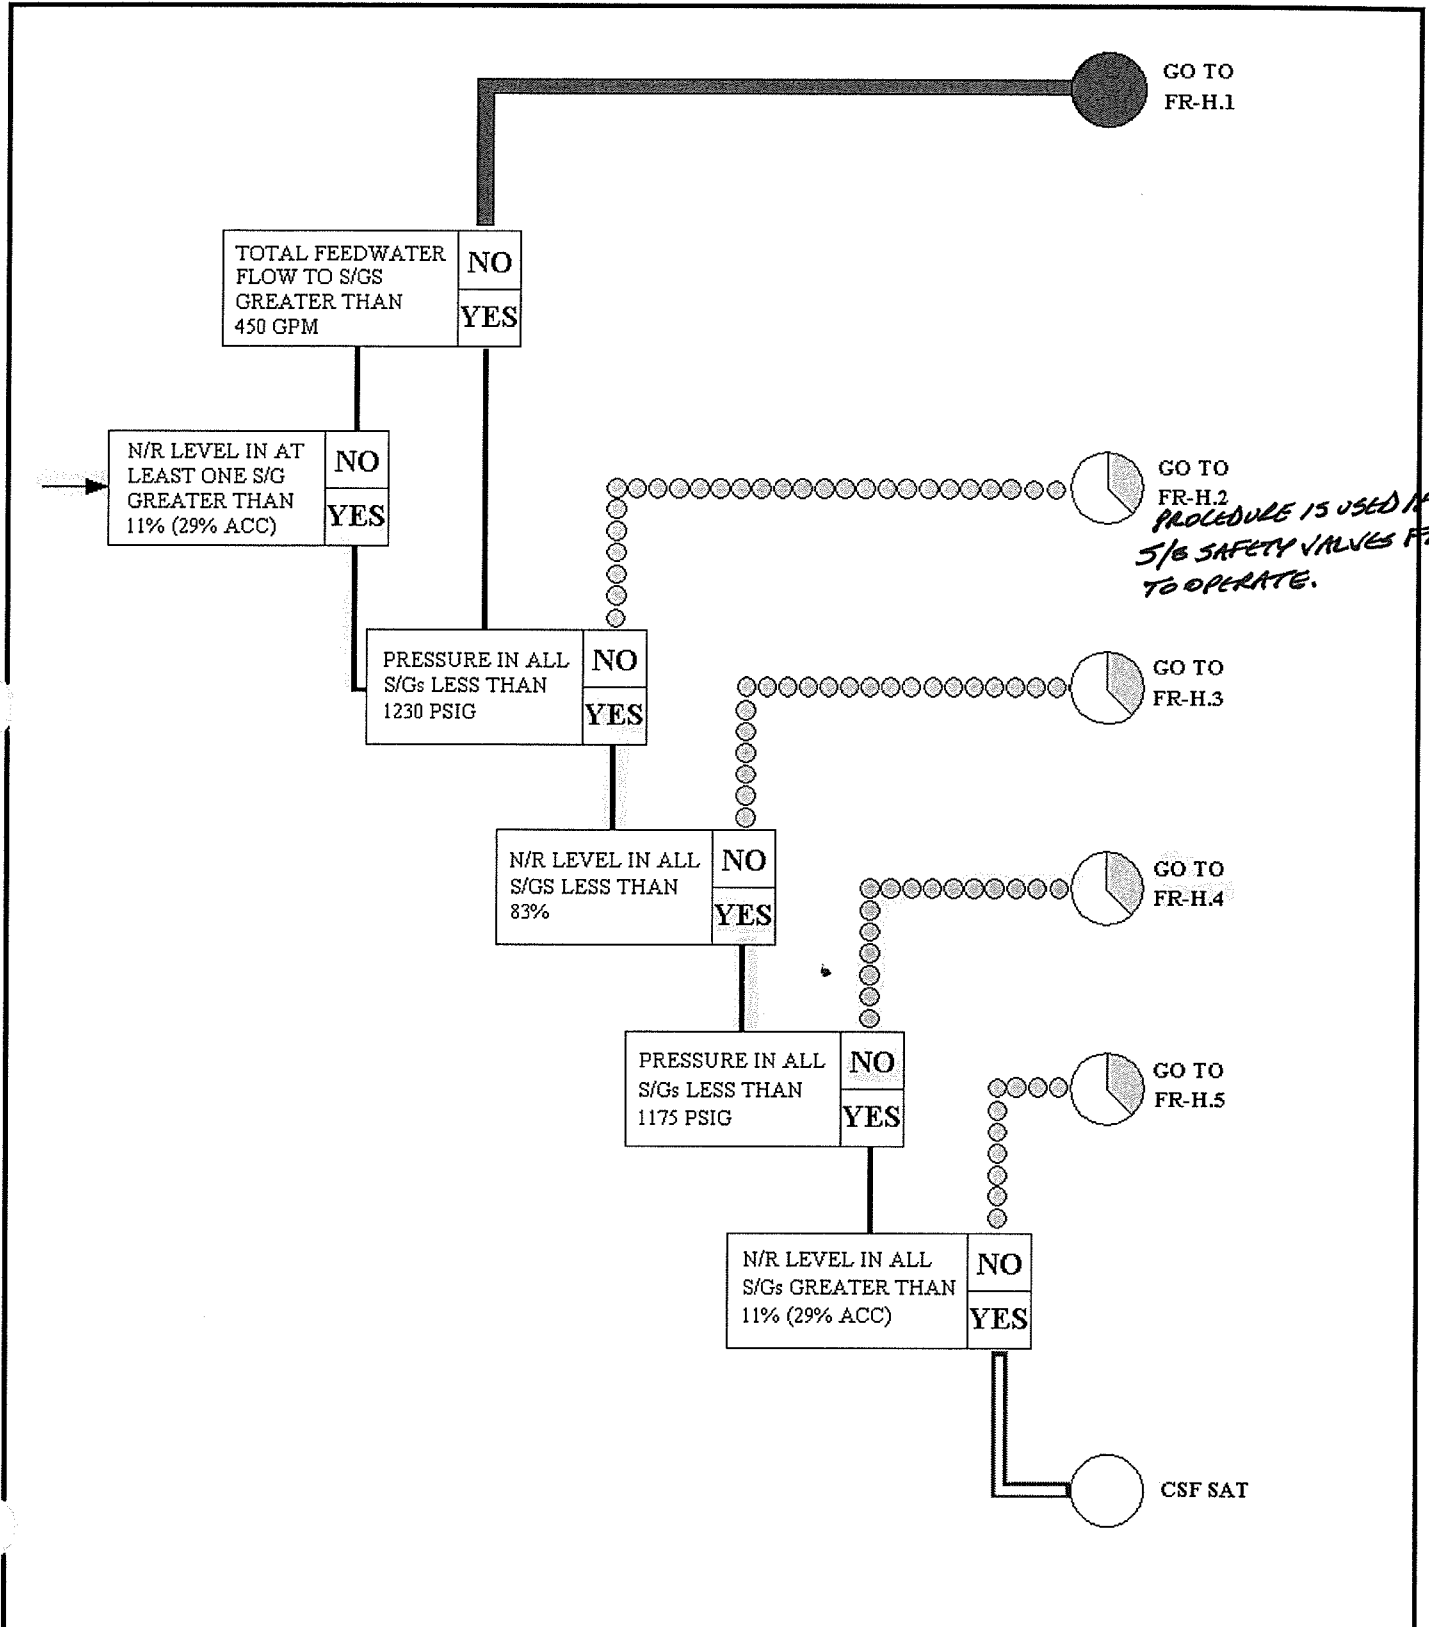 GO TO
FR-H.1
TOTAL FEEDWATER
FLOW TO S/GS
GREATER THAN
450 GPM
NO
YES
N/R LEVEL IN AT
LEAST ONE S/G
GREATER THAN
11% (29% ACC)
NO
YES
GO TO
FR-H.2
PROCEDURE IS USED
SAFETY VALVES
TO OPERATE.
PRESSURE IN ALL
S/Gs LESS THAN
1230 PSIG
NO
YES
GO TO
FR-H.3
N/R LEVEL IN ALL
S/GS LESS THAN
83%
NO
YES
GO TO
FR-H.4
PRESSURE IN ALL
S/Gs LESS THAN
1175 PSIG
NO
YES
GO TO
FR-H.5
N/R LEVEL IN ALL
S/Gs GREATER THAN
11% (29% ACC)
NO
YES
CSF SAT